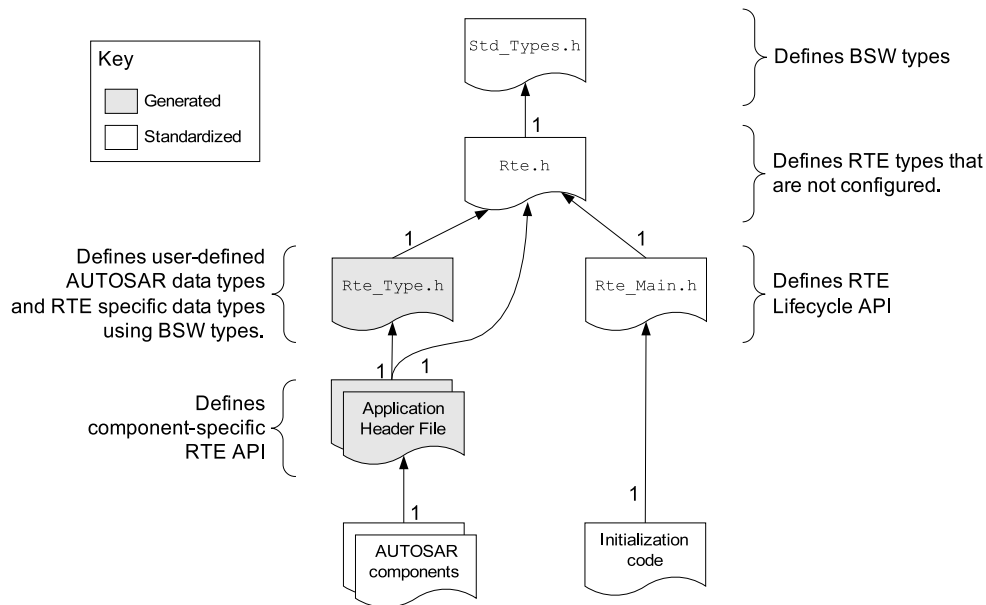 Key
Generated
Standardized
Std_Types.h
Defines BSW types
1
Rte.h
Defines RTE types that
are not configured.
1
1
Defines user-defined
AUTOSAR data types
and RTE specific data types
using BSW types.
Rte_Type.h
Rte_Main.h
Defines RTE
Lifecycle API
1
1
Defines
component-specific
RTE API
Application
Header File
1
1
AUTOSAR
components
Initialization
code